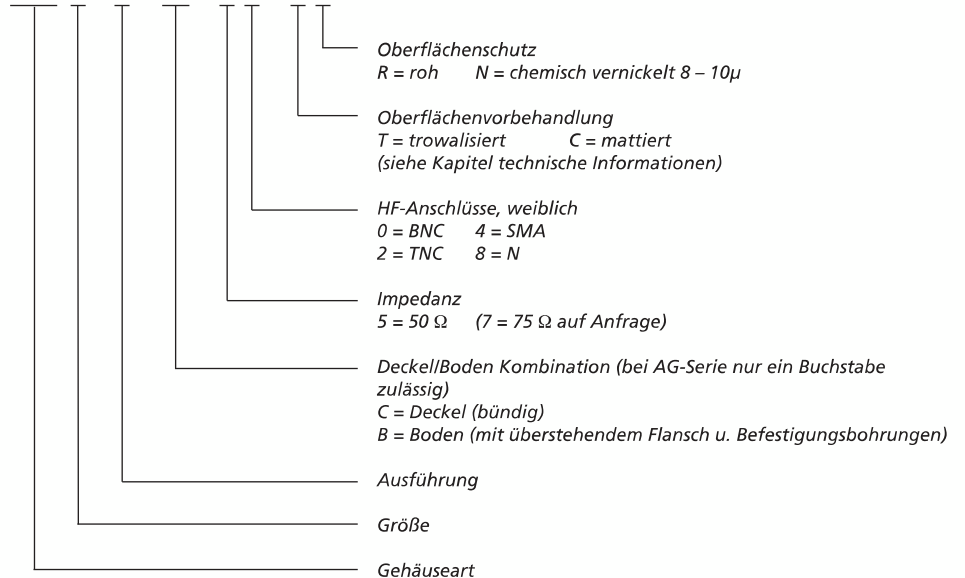 Oberflächenschutz
R = roh N = chemisch vernickelt 8 – 10µ
Oberflächenvorbehandlung
T = trowalisiert C = mattiert
(siehe Kapitel technische Informationen)
HF-Anschlüsse, weiblich
0 = BNC 4 = SMA
2 = TNC 8 = N
Impedanz
5 = 50 Ω (7 = 75 Ω auf Anfrage)
Deckel/Boden Kombination (bei AG-Serie nur ein Buchstabe
zulässig)
C = Deckel (bündig)
B = Boden (mit überstehendem Flansch u. Befestigungsbohrungen)
Ausführung
Größe
Gehäuseart